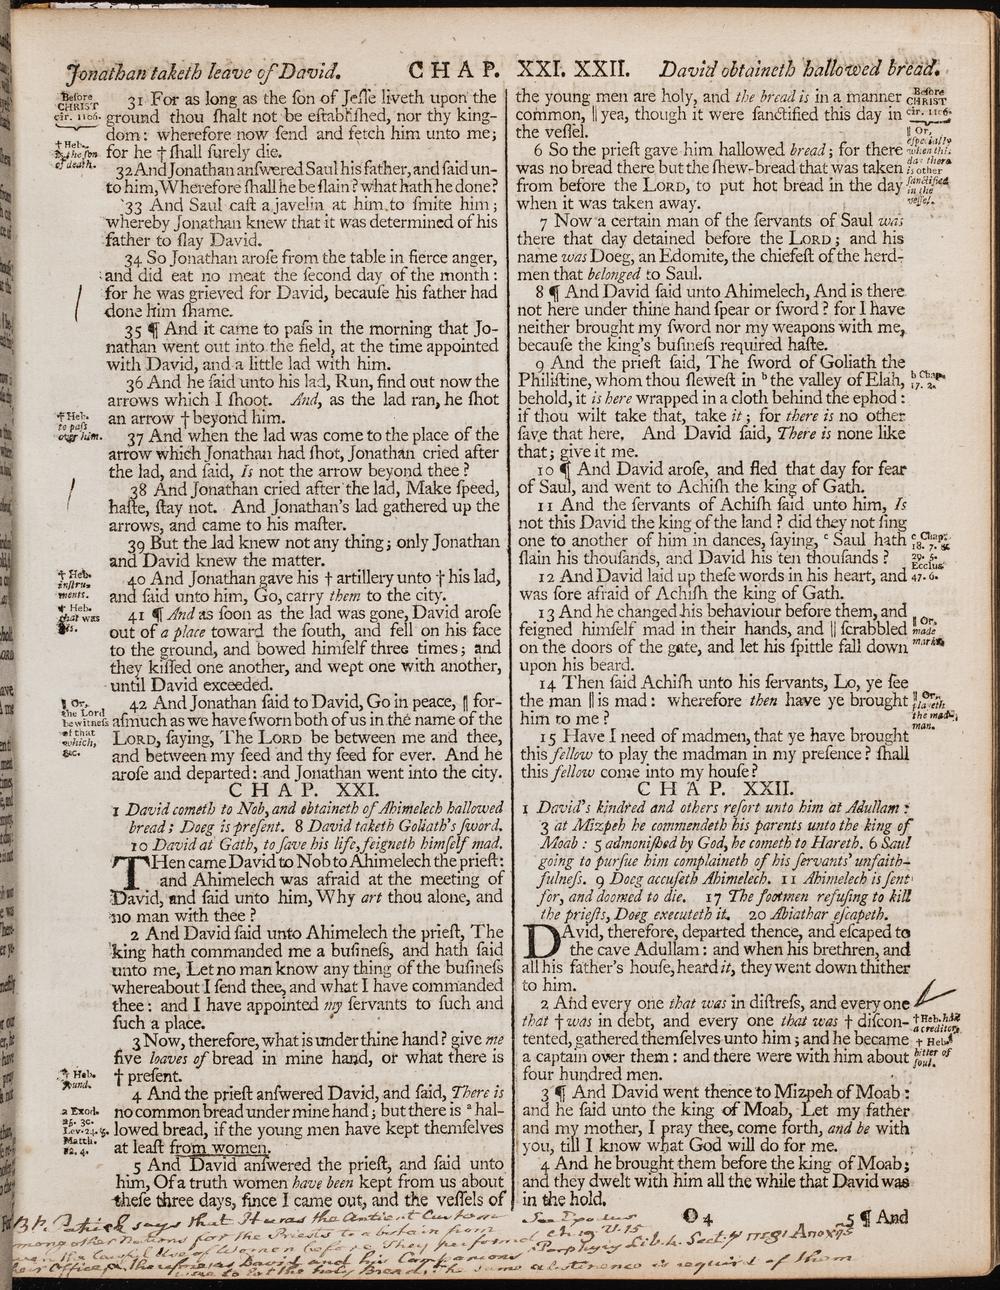 Jonathan taketh leave of David. CHAP. XXI. XXII. David obtaineth hallowed bread.
Before
CHRIST
cir. 1106.
31 For as long as the ſon of Jeſſe liveth upon the
ground thou ſhalt not be eſtabliſhed, nor thy king-
dom: wherefore now ſend and fetch him unto me;
for he † ſhall ſurely die.
† Heb.
is the ſon
of death.
32 And Jonathan anſwered Saul his father, and ſaid un-
to him, Wherefore ſhall he be ſlain? what hath he done?
33 And Saul caſt a javelin at him to ſmite him;
whereby Jonathan knew that it was determined of his
father to ſlay David.
34 So Jonathan aroſe from the table in fierce anger,
and did eat no meat the ſecond day of the month:
for he was grieved for David, becauſe his father had
done him ſhame.
35 ¶ And it came to paſs in the morning that Jo-
nathan went out into the field, at the time appointed
with David, and a little lad with him.
36 And he ſaid unto his lad, Run, find out now the
arrows which I ſhoot. And, as the lad ran, he ſhot
an arrow † beyond him.
† Heb.
to paſs
over him.
37 And when the lad was come to the place of the
arrow which Jonathan had ſhot, Jonathan cried after
the lad, and ſaid, Is not the arrow beyond thee?
38 And Jonathan cried after the lad, Make ſpeed,
haſte, ſtay not. And Jonathan's lad gathered up the
arrows, and came to his maſter.
39 But the lad knew not any thing; only Jonathan
and David knew the matter.
40 And Jonathan gave his † artillery unto † his lad,
and ſaid unto him, Go, carry them to the city.
† Heb.
inſtru-
ments.
† Heb.
that was
his.
41 ¶ And as ſoon as the lad was gone, David aroſe
out of a place toward the ſouth, and fell on his face
to the ground, and bowed himſelf three times; and
they kiſſed one another, and wept one with another,
until David exceeded.
42 And Jonathan ſaid to David, Go in peace, ‖ for-
aſmuch as we have ſworn both of us in the name of the
LORD, ſaying, The LORD be between me and thee,
and between my ſeed and thy ſeed for ever. And he
aroſe and departed: and Jonathan went into the city.
‖ Or,
the Lord
be witneſs
of that
which,
&c.
CHAP. XXI.
1 David cometh to Nob, and obtaineth of Ahimelech hallowed
bread; Doeg is preſent. 8 David taketh Goliath's ſword.
10 David at Gath, to ſave his life, feigneth himſelf mad.
THen came David to Nob to Ahimelech the prieſt:
and Ahimelech was afraid at the meeting of
David, and ſaid unto him, Why art thou alone, and
no man with thee?
2 And David ſaid unto Ahimelech the prieſt, The
king hath commanded me a buſineſs, and hath ſaid
unto me, Let no man know any thing of the buſineſs
whereabout I ſend thee, and what I have commanded
thee: and I have appointed my ſervants to ſuch and
ſuch a place.
3 Now, therefore, what is under thine hand? give me
five loaves of bread in mine hand, or what there is
† preſent.
† Heb.
found.
4 And the prieſt anſwered David, and ſaid, There is
no common bread under mine hand; but there is ᵃ hal-
lowed bread, if the young men have kept themſelves
at leaſt from women.
a Exod.
25. 30.
Lev. 24. 5.
Matth.
12. 4.
5 And David anſwered the prieſt, and ſaid unto
him, Of a truth women have been kept from us about
theſe three days, ſince I came out, and the veſſels of
the young men are holy, and the bread is in a manner
common, ‖ yea, though it were ſanctified this day in
the veſſel.
Before
CHRIST
cir. 1106.
‖ Or,
eſpecially
when this
day there
is other
ſanctified
in the
veſſel.
6 So the prieſt gave him hallowed bread; for there
was no bread there but the ſhew-bread that was taken
from before the LORD, to put hot bread in the day
when it was taken away.
7 Now a certain man of the ſervants of Saul was
there that day detained before the LORD; and his
name was Doeg, an Edomite, the chiefeſt of the herd-
men that belonged to Saul.
8 ¶ And David ſaid unto Ahimelech, And is there
not here under thine hand ſpear or ſword? for I have
neither brought my ſword nor my weapons with me,
becauſe the king's buſineſs required haſte.
9 And the prieſt ſaid, The ſword of Goliath the
Philiſtine, whom thou ſleweſt in ᵇ the valley of Elah,
behold, it is here wrapped in a cloth behind the ephod:
if thou wilt take that, take it; for there is no other
ſave that here. And David ſaid, There is none like
that; give it me.
b Chap.
17. 2.
10 ¶ And David aroſe, and fled that day for fear
of Saul, and went to Achiſh the king of Gath.
11 And the ſervants of Achiſh ſaid unto him, Is
not this David the king of the land? did they not ſing
one to another of him in dances, ſaying, ᶜ Saul hath
ſlain his thouſands, and David his ten thouſands?
c Chap.
18. 7. &
29. 5.
Ecclus
47. 6.
12 And David laid up theſe words in his heart, and
was ſore afraid of Achiſh the king of Gath.
13 And he changed his behaviour before them, and
feigned himſelf mad in their hands, and ‖ ſcrabbled
on the doors of the gate, and let his ſpittle fall down
upon his beard.
‖ Or,
made
marks.
14 Then ſaid Achiſh unto his ſervants, Lo, ye ſee
the man ‖ is mad: wherefore then have ye brought
him to me?
‖ Or,
playeth
the mad-
man.
15 Have I need of madmen, that ye have brought
this fellow to play the madman in my preſence? ſhall
this fellow come into my houſe?
CHAP. XXII.
1 David's kindred and others reſort unto him at Adullam:
3 at Mizpeh he commendeth his parents unto the king of
Moab: 5 admoniſhed by God, he cometh to Hareth. 6 Saul
going to purſue him complaineth of his ſervants' unfaith-
fulneſs. 9 Doeg accuſeth Ahimelech. 11 Ahimelech is ſent
for, and doomed to die. 17 The footmen refuſing to kill
the prieſts, Doeg executeth it. 20 Abiathar eſcapeth.
DAvid, therefore, departed thence, and eſcaped to
the cave Adullam: and when his brethren, and
all his father's houſe, heard it, they went down thither
to him.
2 And every one that was in diſtreſs, and every one
that † was in debt, and every one that was † diſcon-
tented, gathered themſelves unto him; and he became
a captain over them: and there were with him about
four hundred men.
† Heb. had
a creditor.
† Heb.
bitter of
ſoul.
3 ¶ And David went thence to Mizpeh of Moab:
and he ſaid unto the king of Moab, Let my father
and my mother, I pray thee, come forth, and be with
you, till I know what God will do for me.
4 And he brought them before the king of Moab;
and they dwelt with him all the while that David was
in the hold.
O 4 5 ¶ And
B P. Patrick says that It was the Antient Custom
among other Nations for the Priests to abstain from
Use of Women before They performed
their Office, & therefore as David and his Companions
were to Eat the holy Bread, the same abstinence is required of them
See Exodus
ch. 19. v. 15
Porphyry Lib. 4. Sect. 7